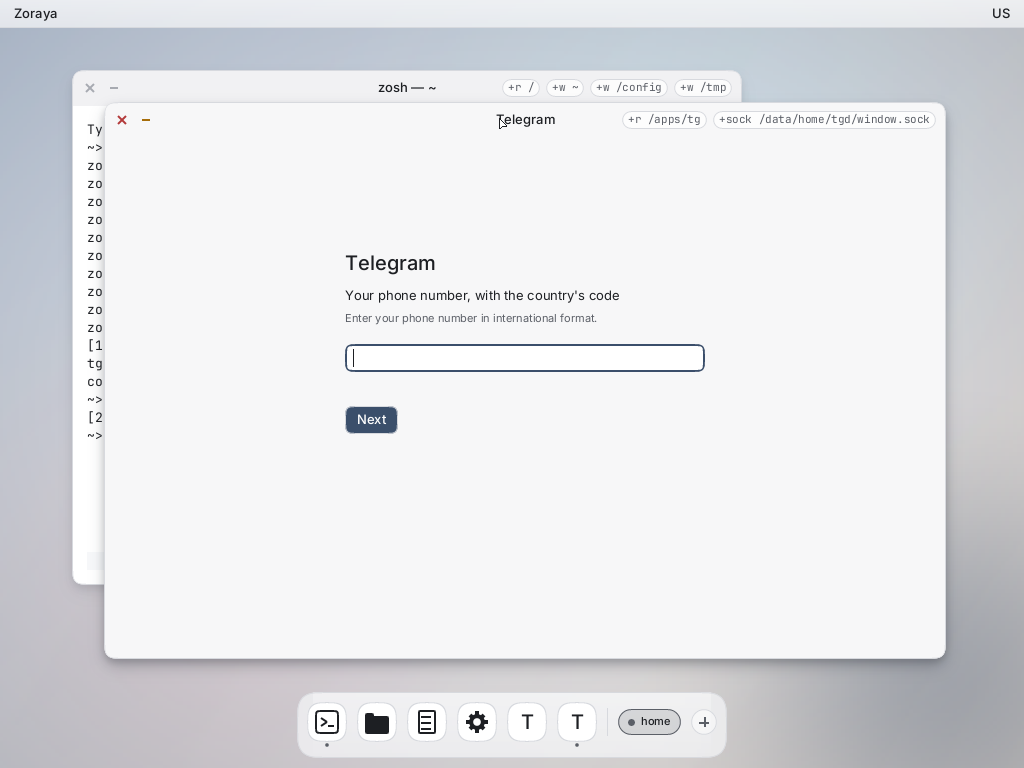 Zoraya
US
zosh — ~
+r /
+w ~
+w /config
+w /tmp
Telegram
+r /apps/tg
+sock /data/home/tgd/window.sock
Ty
~>
zo
zo
zo
zo
zo
zo
zo
zo
zo
zo
[1
tg
co
~>
[2
~>
Telegram
Your phone number, with the country's code
Enter your phone number in international format.
Next
T
T
home